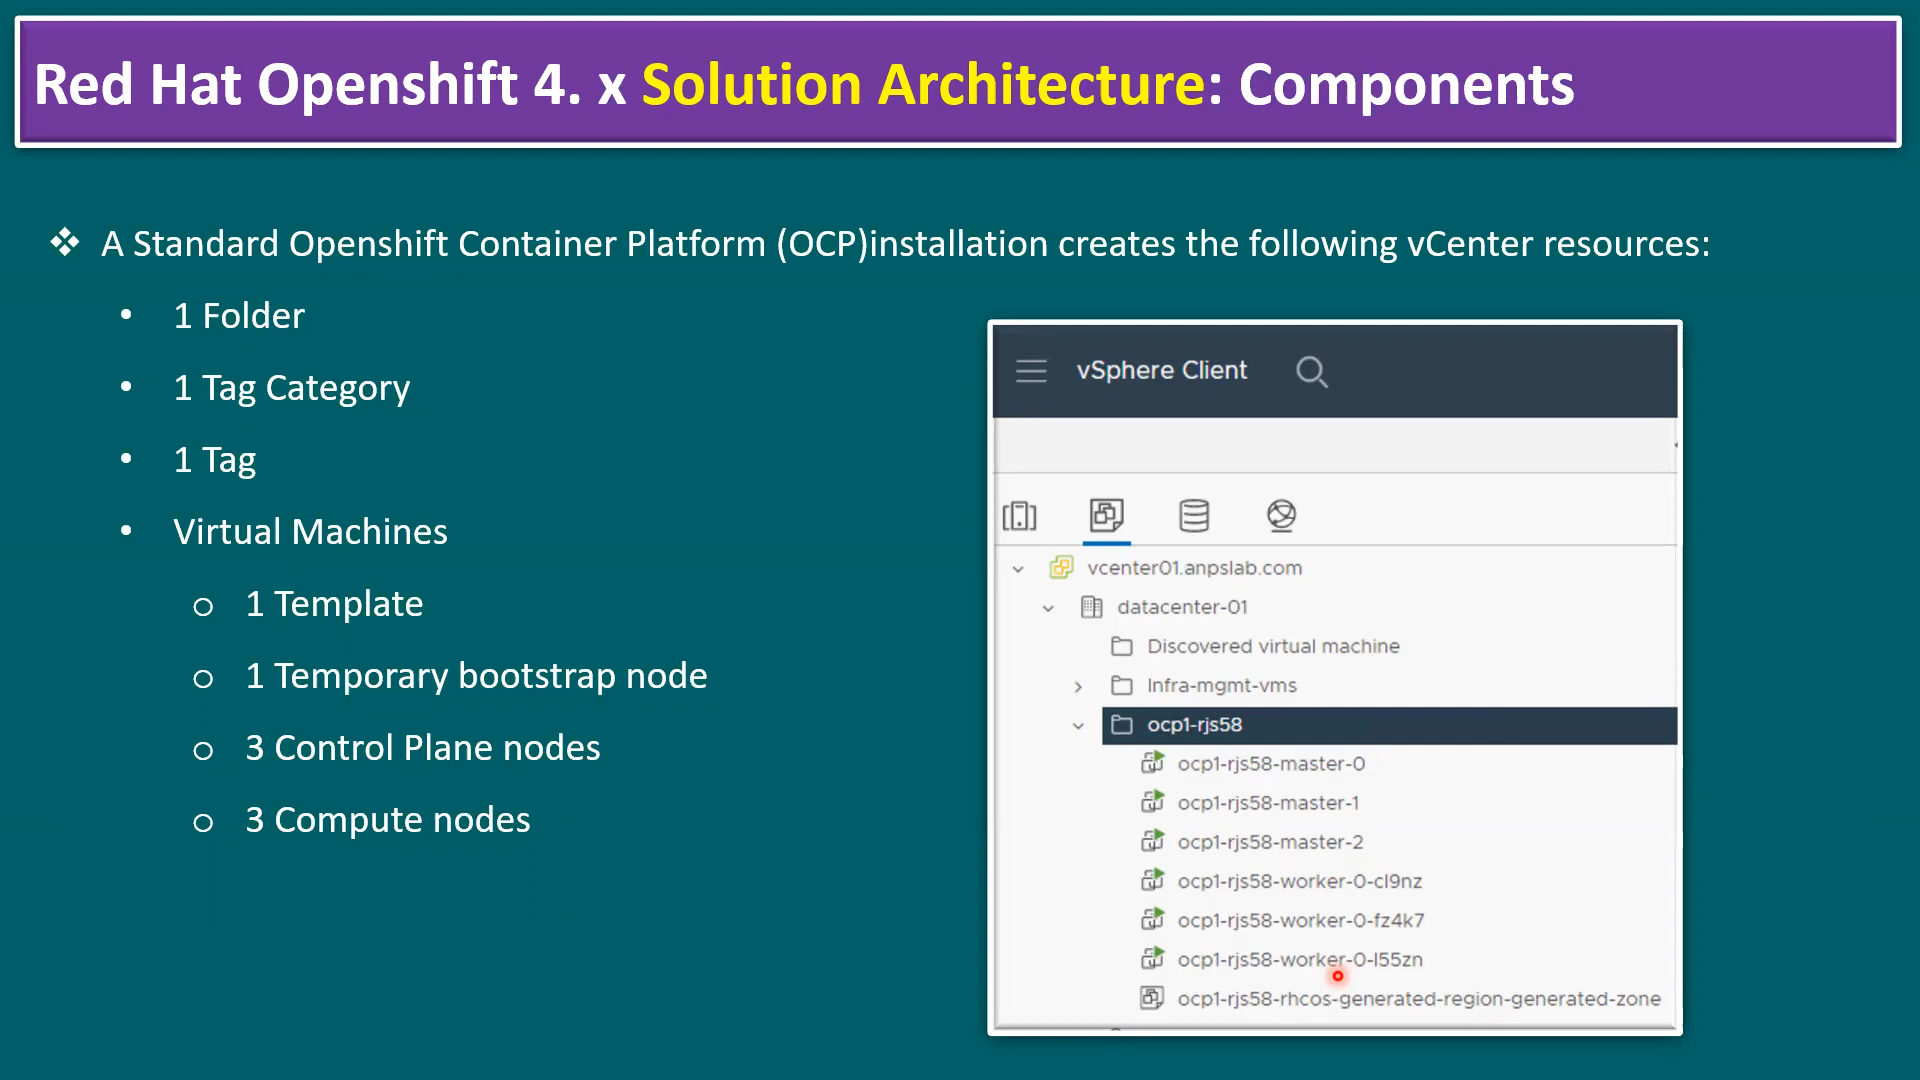 Red Hat Openshift 4. x Solution Architecture: Components
A Standard Openshift Container Platform (OCP)installation creates the following vCenter resources:
1 Folder
1 Tag Category
1 Tag
Virtual Machines
1 Template
1 Temporary bootstrap node
3 Control Plane nodes
3 Compute nodes
vSphere Client
vcenter01.anpslab.com
datacenter-01
Discovered virtual machine
Infra-mgmt-vms
ocp1-rjs58
ocp1-rjs58-master-0
ocp1-rjs58-master-1
ocp1-rjs58-master-2
ocp1-rjs58-worker-0-cl9nz
ocp1-rjs58-worker-0-fz4k7
ocp1-rjs58-worker-0-l55zn
ocp1-rjs58-rhcos-generated-region-generated-zone